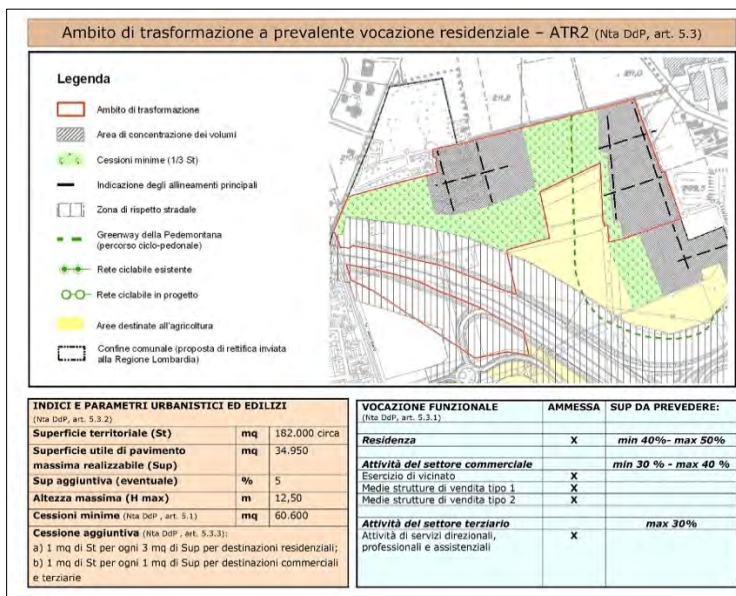 Ambito di trasformazione a prevalente vocazione residenziale – ATR2 (Nta DdP, art. 5.3)
Legenda
Ambito di trasformazione
Area di concentrazione dei volumi
Cessioni minime (1/3 St)
Indicazione degli allineamenti principali
Zona di rispetto stradale
Greenway della Pedemontana
(percorso ciclo-pedonale)
Rete ciclabile esistente
Rete ciclabile in progetto
Aree destinate all'agricoltura
Confine comunale (proposta di rettifica inviata
alla Regione Lombardia)
INDICI E PARAMETRI URBANISTICI ED EDILIZI
(Nta DdP, art. 5.3.2)
Superficie territoriale (St) mq 182.000 circa
Superficie utile di pavimento mq 34.950
massima realizzabile (Sup)
Sup aggiuntiva (eventuale) % 5
Altezza massima (H max) m 12,50
Cessioni minime (Nta DdP , art. 5.1) mq 60.600
Cessione aggiuntiva (Nta DdP , art. 5.3.3):
a) 1 mq di St per ogni 3 mq di Sup per destinazioni residenziali;
b) 1 mq di St per ogni 1 mq di Sup per destinazioni commerciali
e terziarie
VOCAZIONE FUNZIONALE AMMESSA SUP DA PREVEDERE:
(Nta DdP, art. 5.3.1)
Residenza X min 40%- max 50%
Attività del settore commerciale min 30 % - max 40 %
Esercizio di vicinato X
Medie strutture di vendita tipo 1 X
Medie strutture di vendita tipo 2 X
Attività del settore terziario max 30%
Attività di servizi direzionali, X
professionali e assistenziali